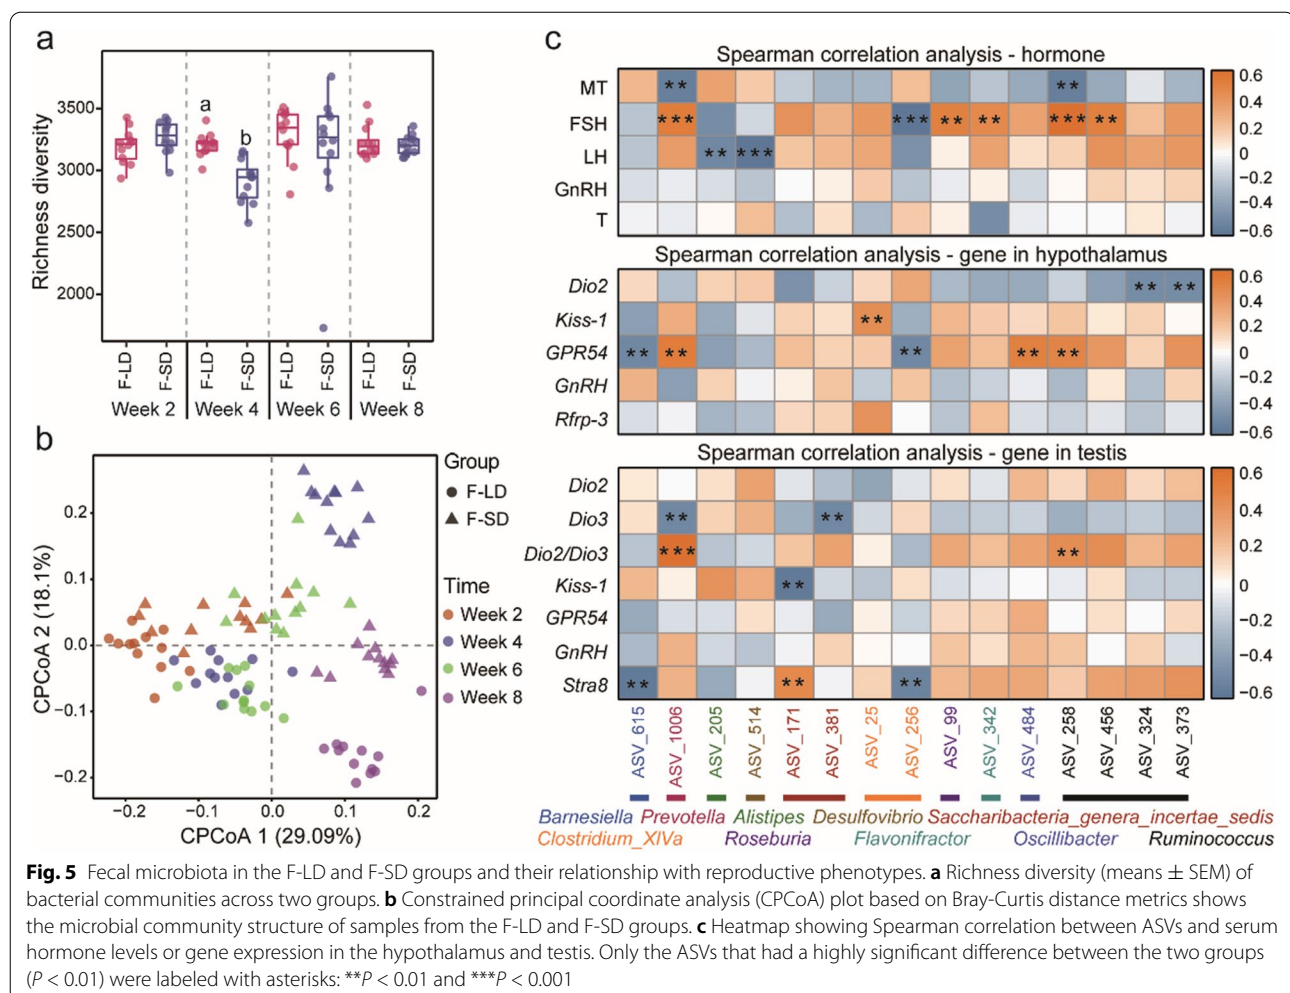 a
Richness diversity
3500
3000
2500
2000
a
b
F-LD
F-SD
F-LD
F-SD
F-LD
F-SD
F-LD
F-SD
Week 2
Week 4
Week 6
Week 8
b
CPCoA 2 (18.1%)
0.2
0.1
0.0
−0.1
−0.2
−0.2
−0.1
0.0
0.1
0.2
CPCoA 1 (29.09%)
Group
F-LD
F-SD
Time
Week 2
Week 4
Week 6
Week 8
c
Spearman correlation analysis - hormone
MT ** **
FSH *** *** ** ** *** **
LH ** ***
GnRH
T
0.6
0.4
0.2
0
−0.2
−0.4
−0.6
Spearman correlation analysis - gene in hypothalamus
Dio2 ** **
Kiss-1 **
GPR54 ** ** ** ** **
GnRH
Rfrp-3
0.6
0.4
0.2
0
−0.2
−0.4
−0.6
Spearman correlation analysis - gene in testis
Dio2
Dio3 ** **
Dio2/Dio3 *** **
Kiss-1 **
GPR54
GnRH
Stra8 ** ** **
0.6
0.4
0.2
0
−0.2
−0.4
−0.6
ASV_615
ASV_1006
ASV_205
ASV_514
ASV_171
ASV_381
ASV_25
ASV_256
ASV_99
ASV_342
ASV_484
ASV_258
ASV_456
ASV_324
ASV_373
Barnesiella Prevotella Alistipes Desulfovibrio Saccharibacteria_genera_incertae_sedis
Clostridium_XIVa Roseburia Flavonifractor Oscillibacter Ruminococcus
Fig. 5 Fecal microbiota in the F-LD and F-SD groups and their relationship with reproductive phenotypes. a Richness diversity (means ± SEM) of
bacterial communities across two groups. b Constrained principal coordinate analysis (CPCoA) plot based on Bray-Curtis distance metrics shows
the microbial community structure of samples from the F-LD and F-SD groups. c Heatmap showing Spearman correlation between ASVs and serum
hormone levels or gene expression in the hypothalamus and testis. Only the ASVs that had a highly significant difference between the two groups
(P < 0.01) were labeled with asterisks: **P < 0.01 and ***P < 0.001